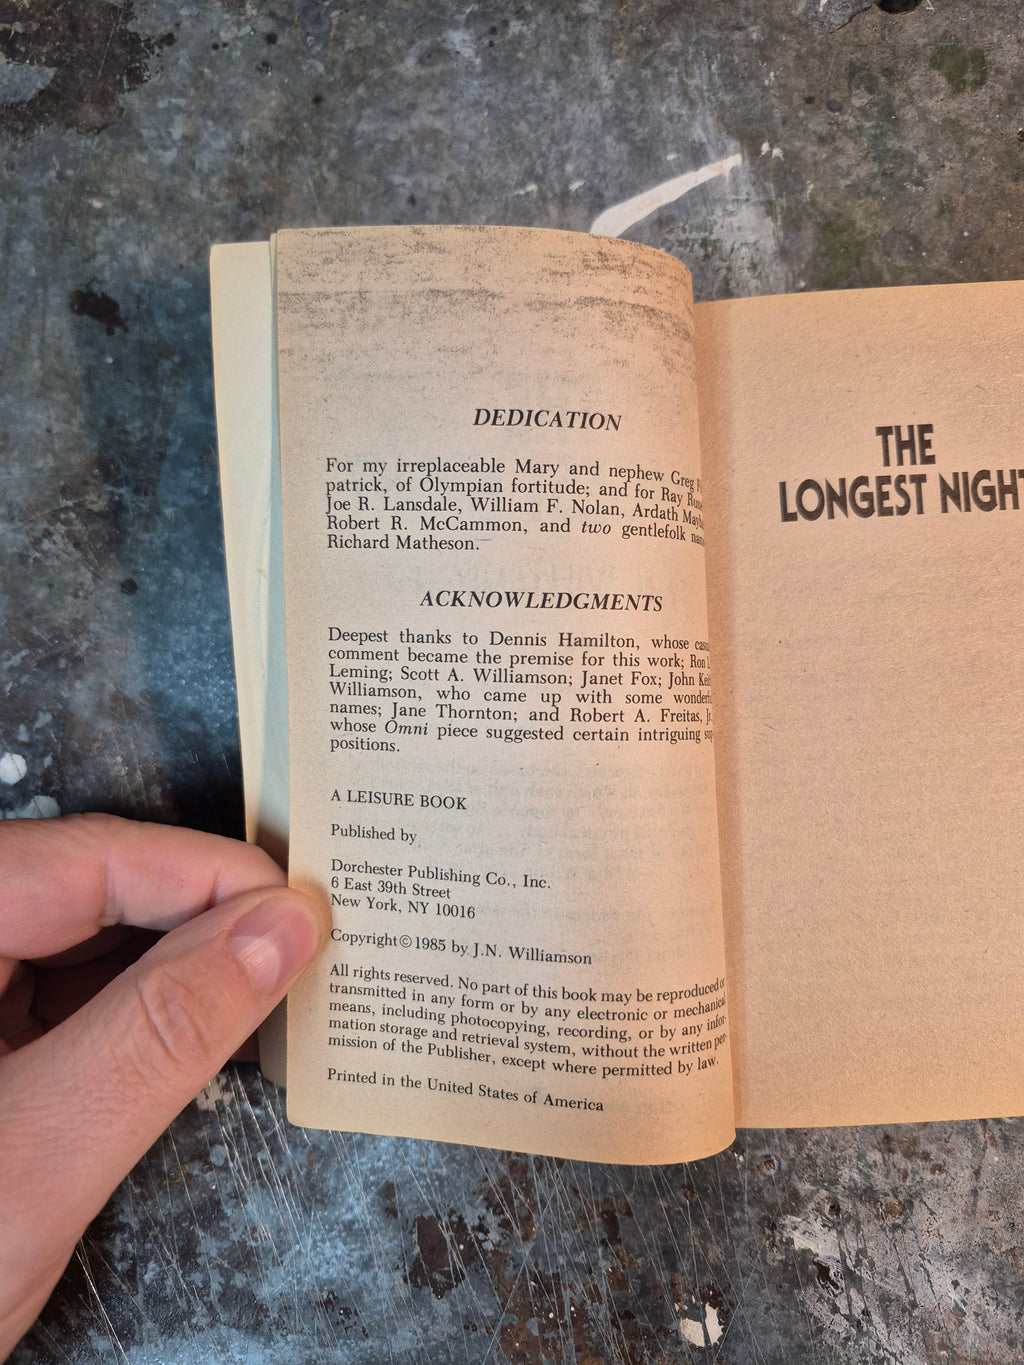 DEDICATION
For my irreplaceable Mary and nephew Greg
patrick, of Olympian fortitude; and for Ray
Joe R. Lansdale, William F. Nolan, Ardath
Robert R. McCammon, and two gentlefolk
Richard Matheson.
ACKNOWLEDGMENTS
Deepest thanks to Dennis Hamilton, whose
comment became the premise for this work; Ron
Leming; Scott A. Williamson; Janet Fox; John
Williamson, who came up with some
names; Jane Thornton; and Robert A. Freitas,
whose Omni piece suggested certain intriguing
positions.
A LEISURE BOOK
Published by
Dorchester Publishing Co., Inc.
6 East 39th Street
New York, NY 10016
Copyright © 1985 by J.N. Williamson
All rights reserved. No part of this book may be reproduced or
transmitted in any form or by any electronic or mechanical
means, including photocopying, recording, or by any infor-
mation storage and retrieval system, without the written per-
mission of the Publisher, except where permitted by law.
Printed in the United States of America
THE
LONGEST NIGHT